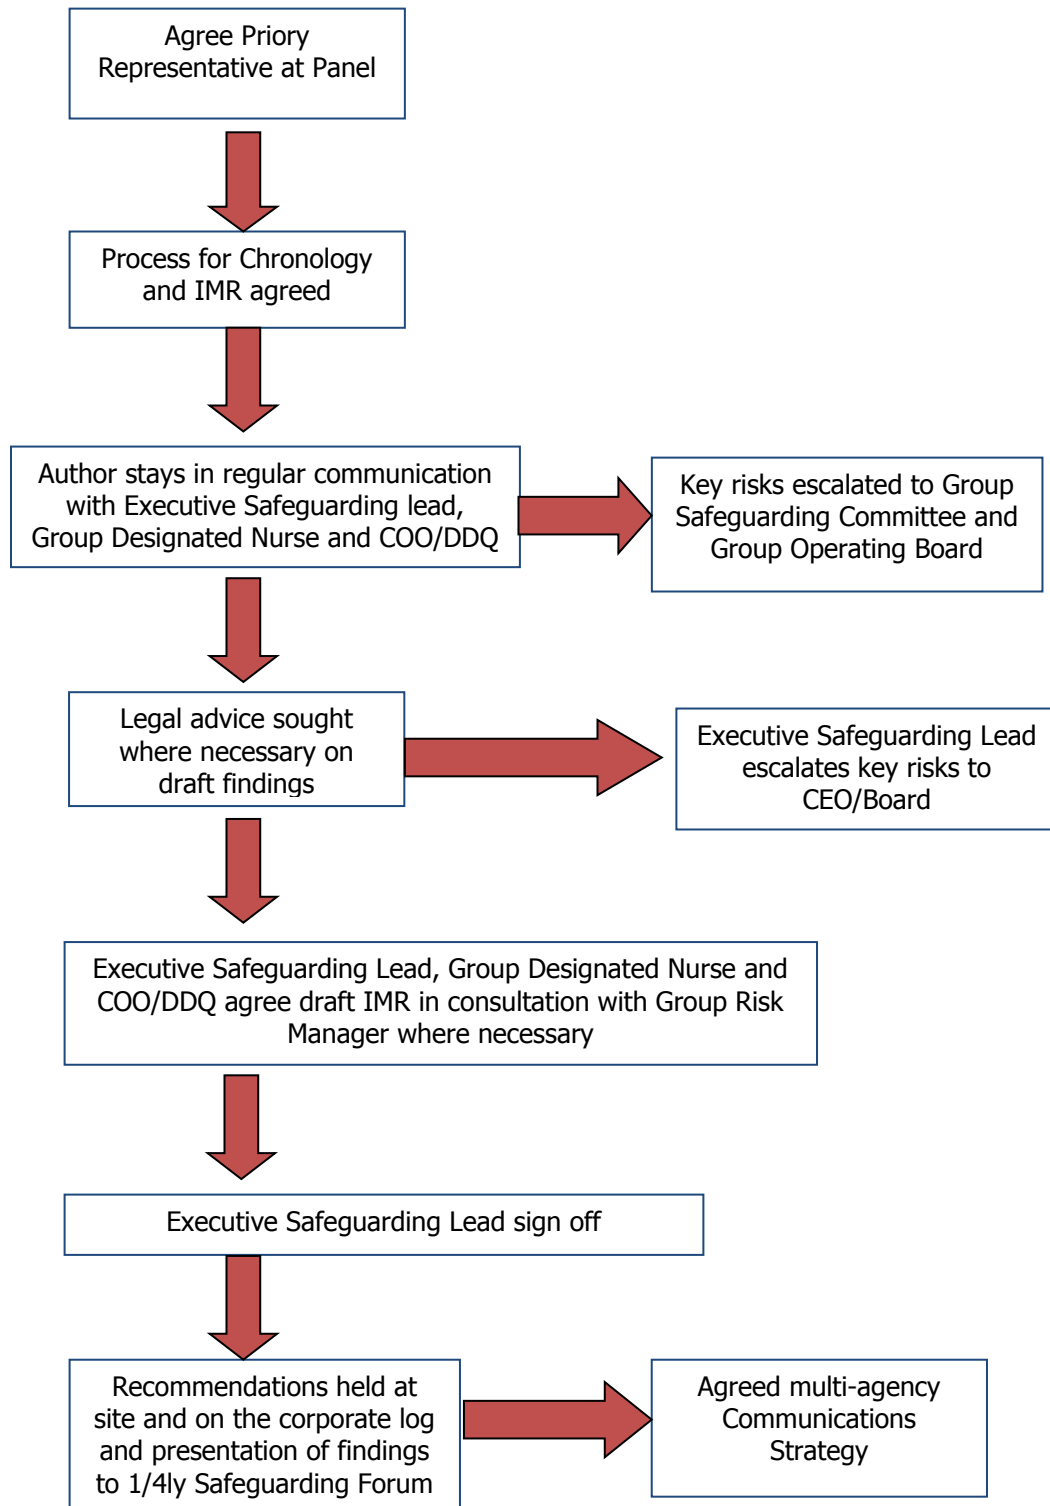 Agree Priory
Representative at Panel
Process for Chronology
and IMR agreed
Author stays in regular communication
with Executive Safeguarding lead,
Group Designated Nurse and COO/DDQ
Key risks escalated to Group
Safeguarding Committee and
Group Operating Board
Legal advice sought
where necessary on
draft findings
Executive Safeguarding Lead
escalates key risks to
CEO/Board
Executive Safeguarding Lead, Group Designated Nurse and
COO/DDQ agree draft IMR in consultation with Group Risk
Manager where necessary
Executive Safeguarding Lead sign off
Recommendations held at
site and on the corporate log
and presentation of findings
to 1/4ly Safeguarding Forum
Agreed multi-agency
Communications
Strategy